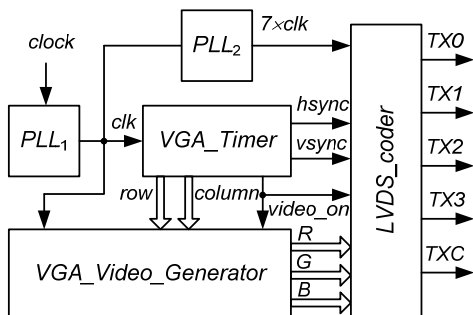 clock
PLL₂
7×clk
TX0
PLL₁
clk
VGA_Timer
hsync
vsync
TX1
TX2
row
column
video_on
LVDS_coder
TX3
VGA_Video_Generator
R
G
B
TXC